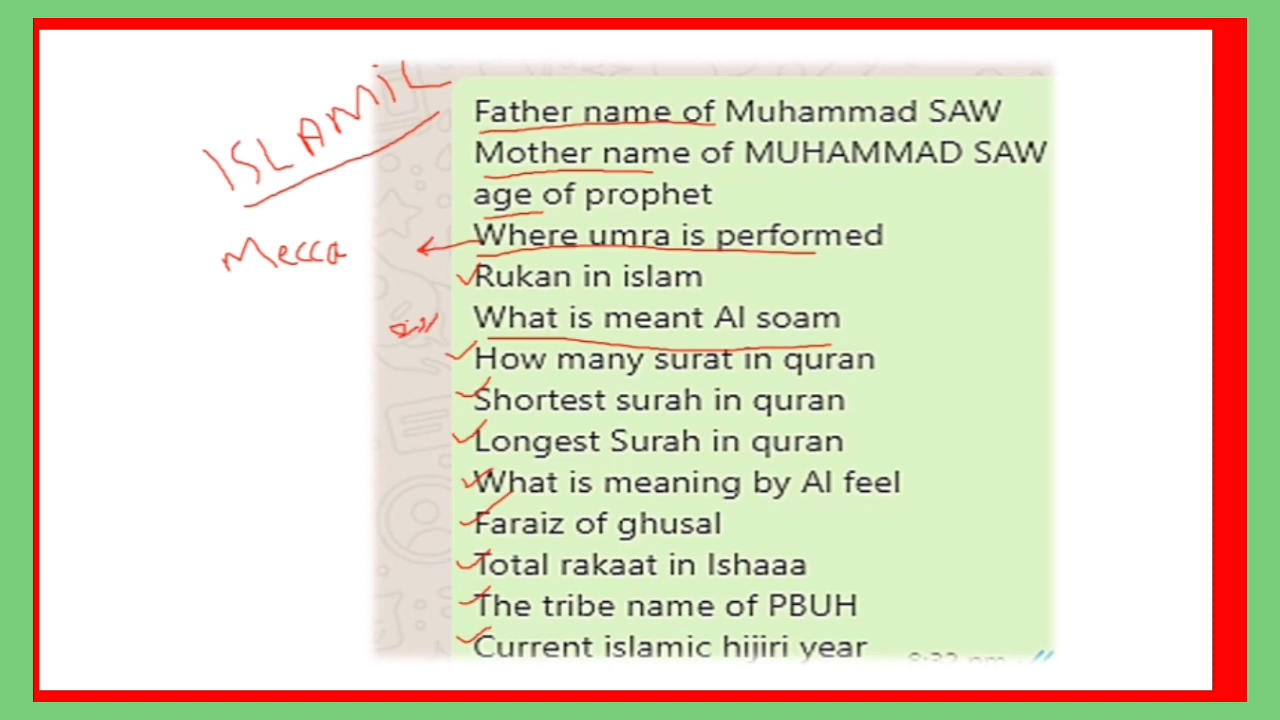 ISLAMIC
Father name of Muhammad SAW
Mother name of MUHAMMAD SAW
age of prophet
Where umra is performed
Mecca
Rukan in islam
What is meant Al soam
How many surat in quran
Shortest surah in quran
Longest Surah in quran
What is meaning by Al feel
Faraiz of ghusal
Total rakaat in Ishaaa
The tribe name of PBUH
Current islamic hijiri year